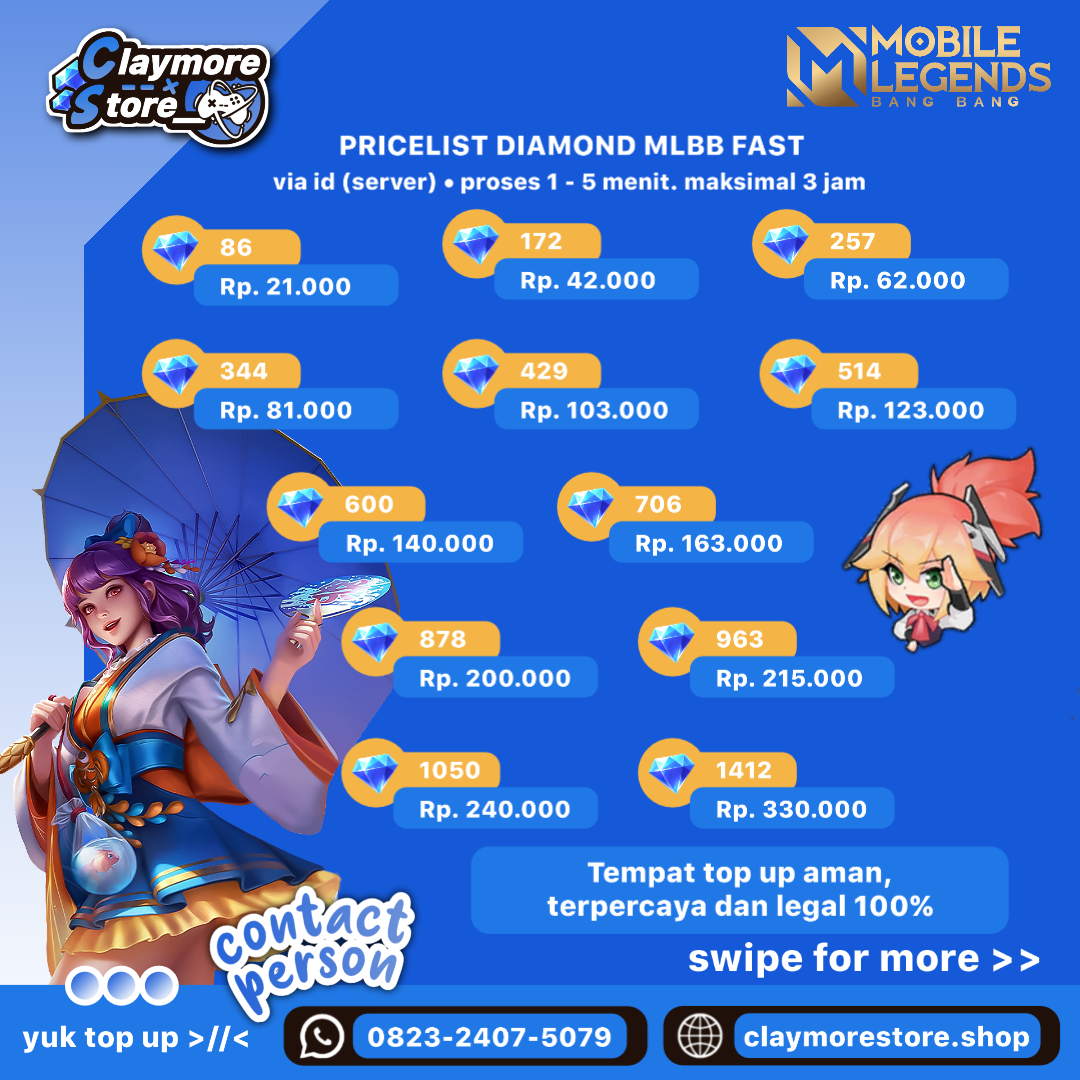 Claymore
Store_
MOBILE
LEGENDS
BANG BANG
PRICELIST DIAMOND MLBB FAST
via id (server) • proses 1 - 5 menit. maksimal 3 jam
86
Rp. 21.000
172
Rp. 42.000
257
Rp. 62.000
344
Rp. 81.000
429
Rp. 103.000
514
Rp. 123.000
600
Rp. 140.000
706
Rp. 163.000
878
Rp. 200.000
963
Rp. 215.000
1050
Rp. 240.000
1412
Rp. 330.000
Tempat top up aman,
terpercaya dan legal 100%
swipe for more >>
contact
person
yuk top up >//<
0823-2407-5079
claymorestore.shop